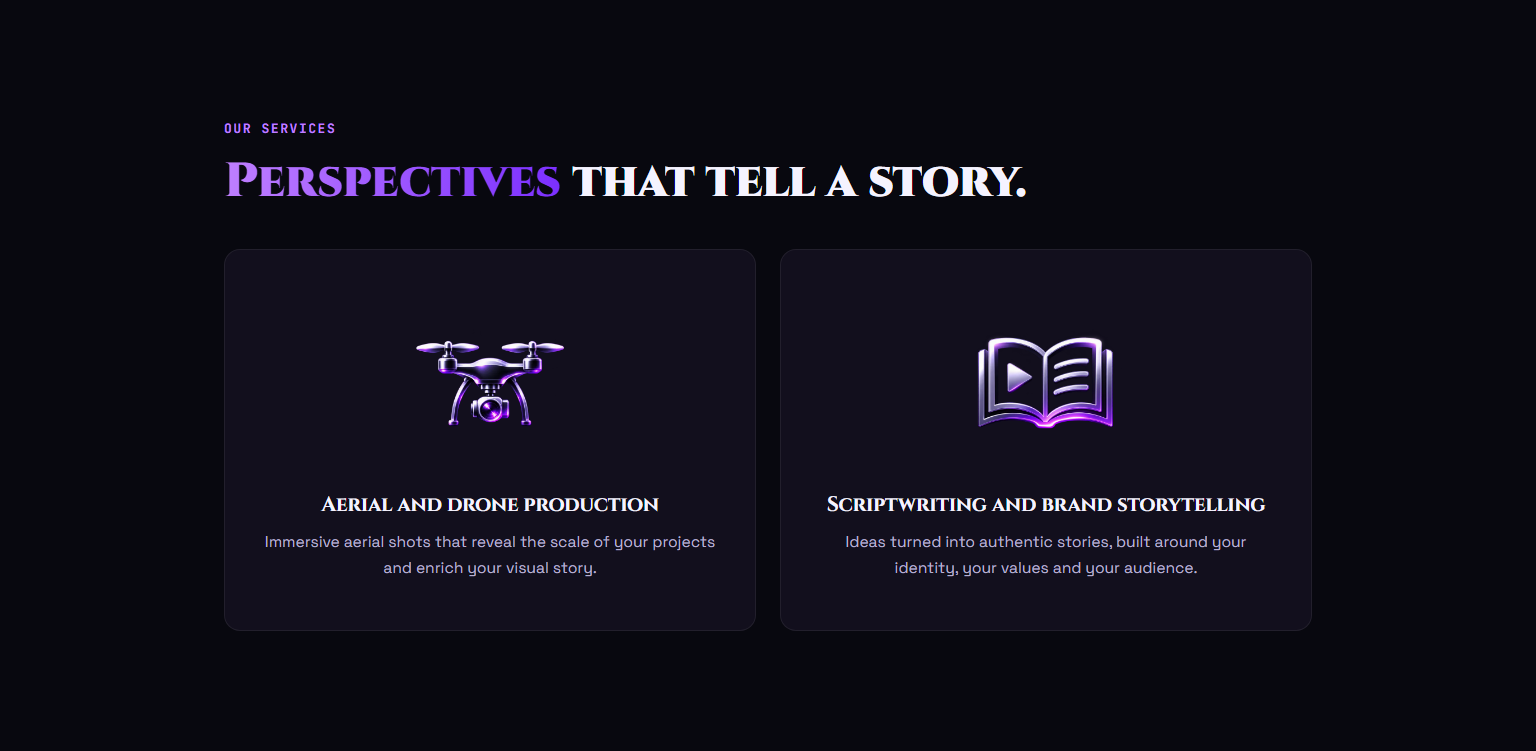 OUR SERVICES
Perspectives that tell a story.
Aerial and drone production
Immersive aerial shots that reveal the scale of your projects
and enrich your visual story.
Scriptwriting and brand storytelling
Ideas turned into authentic stories, built around your
identity, your values and your audience.